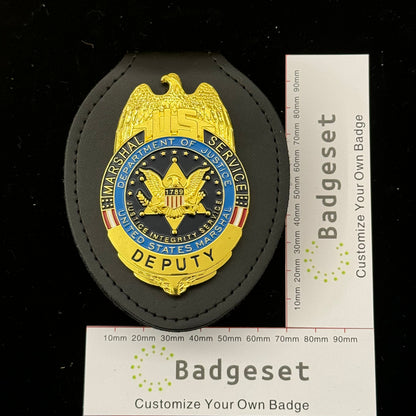 US
MARSHAL SERVICE
DEPARTMENT OF JUSTICE
1789
JUSTICE INTEGRITY SERVICE
UNITED STATES MARSHAL
DEPUTY
10mm 20mm 30mm 40mm 50mm 60mm 70mm 80mm 90mm
Badgeset
Customize Your Own Badge
10mm 20mm 30mm 40mm 50mm 60mm 70mm 80mm 90mm
Badgeset
Customize Your Own Badge